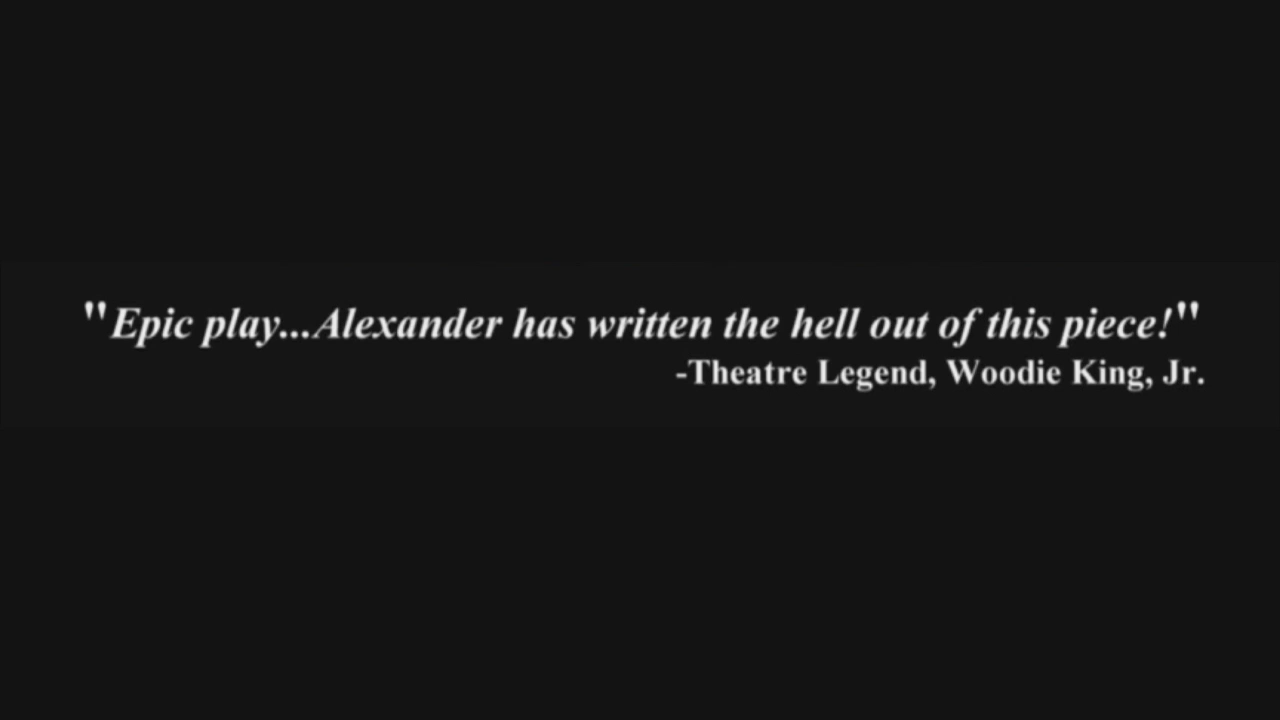 "Epic play...Alexander has written the hell out of this piece!"
-Theatre Legend, Woodie King, Jr.